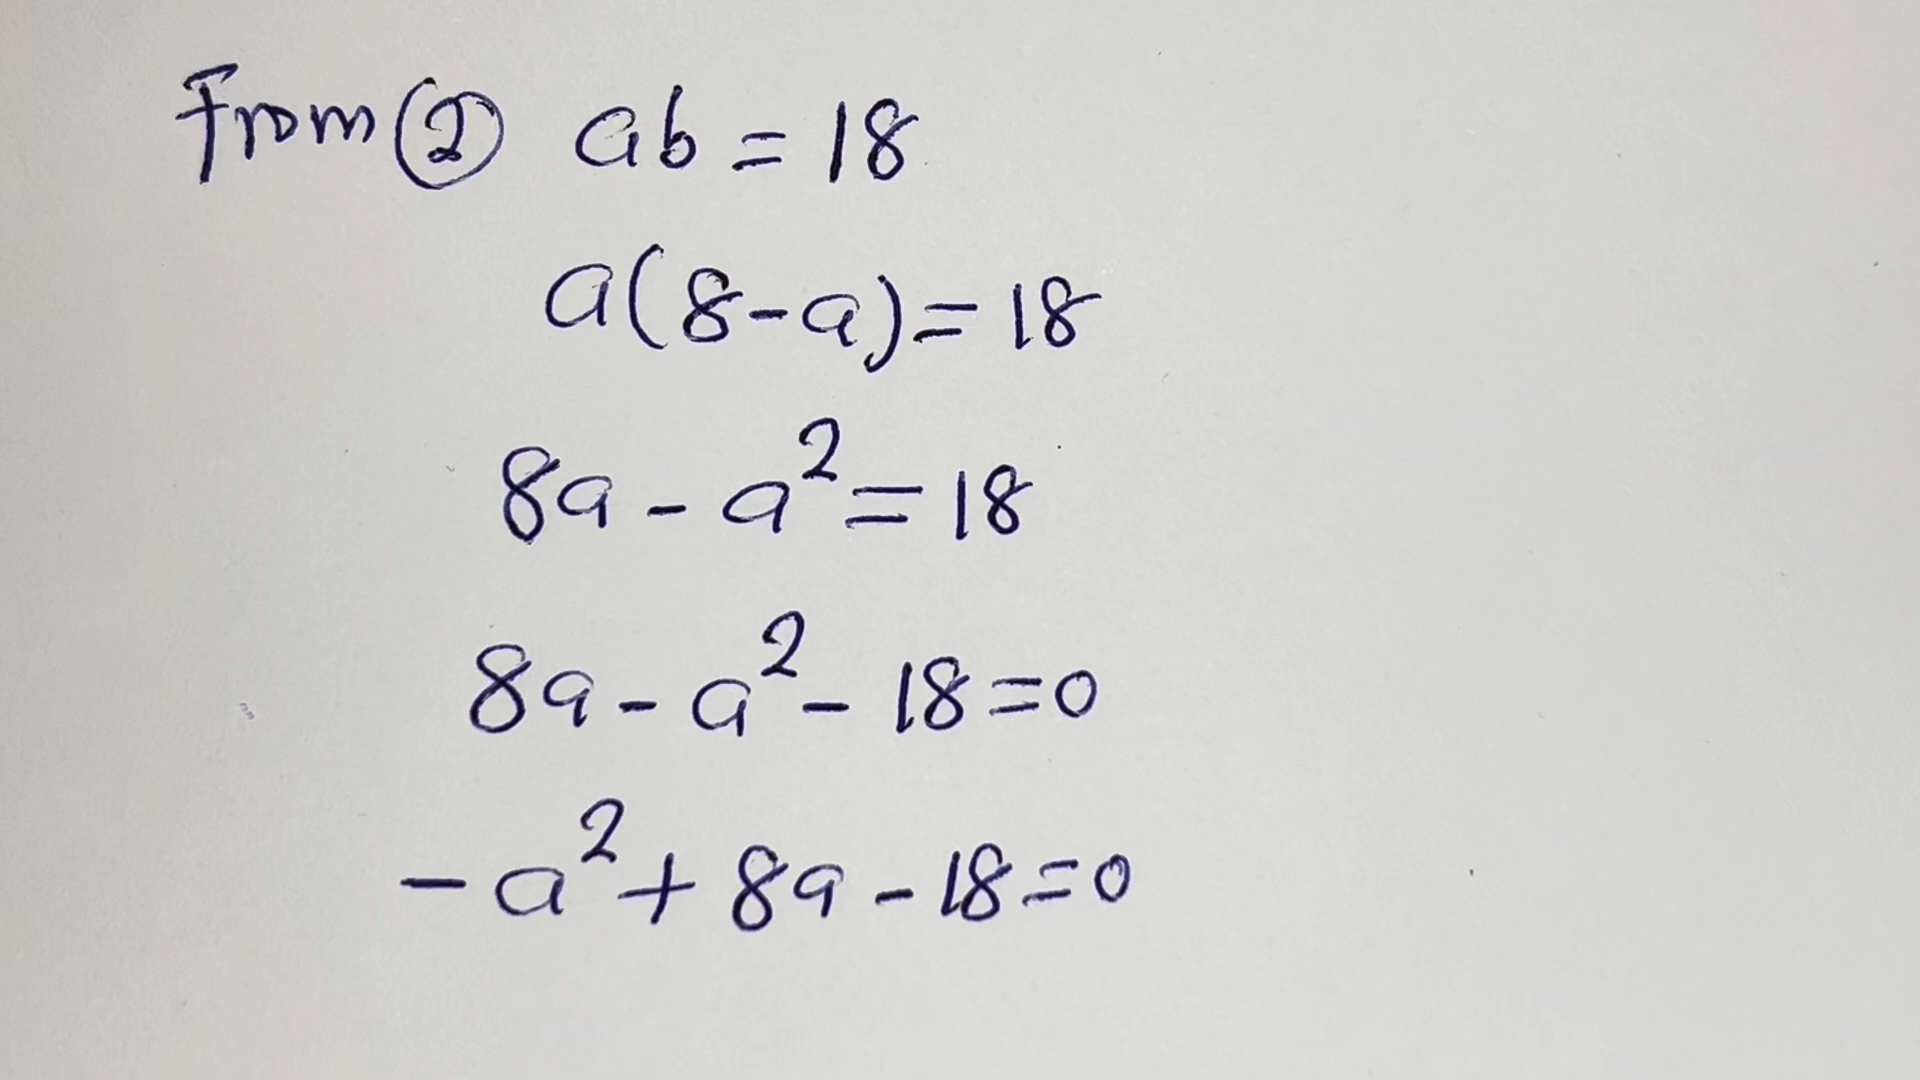 From ② ab = 18
a(8-a) = 18
8a - a² = 18
8a - a² - 18 = 0
- a² + 8a - 18 = 0